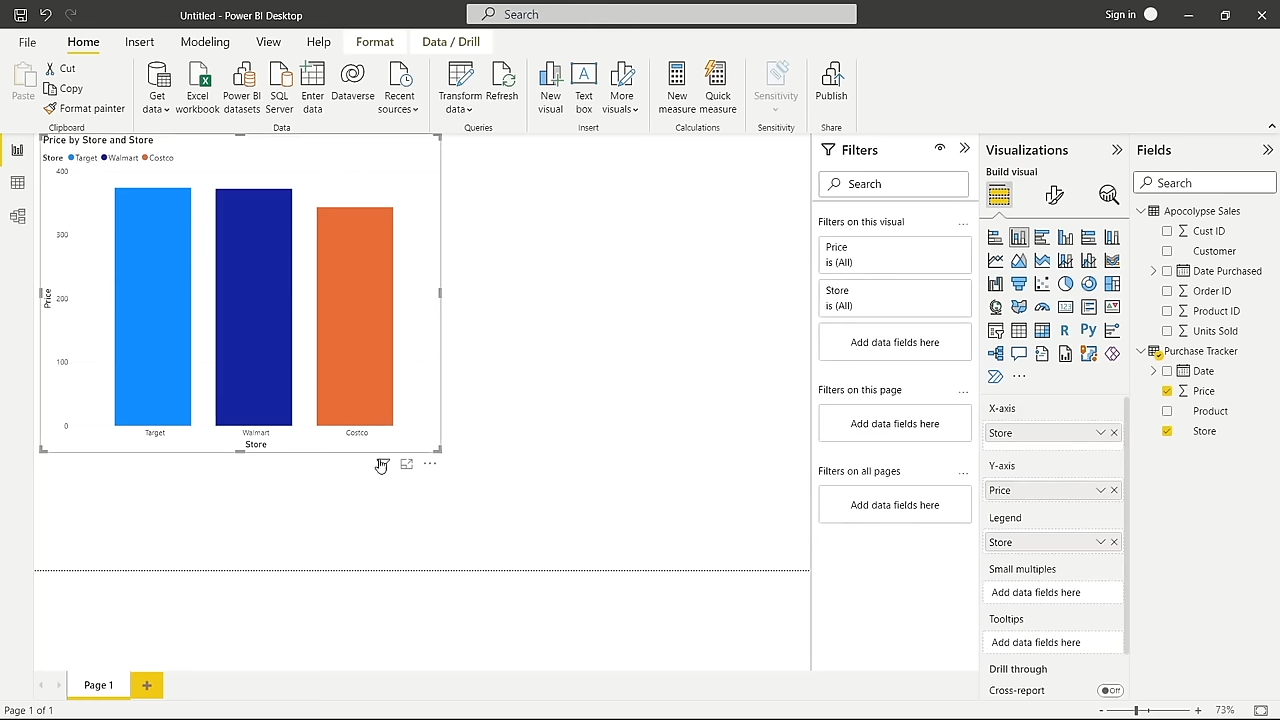 Untitled - Power BI Desktop
Search
Sign in
File
Home
Insert
Modeling
View
Help
Format
Data / Drill
Paste
Cut
Copy
Format painter
Clipboard
Get data
Excel workbook
Power BI datasets
SQL Server
Enter data
Dataverse
Recent sources
Data
Transform data
Refresh
Queries
New visual
Text box
More visuals
Insert
New measure
Quick measure
Calculations
Sensitivity
Sensitivity
Publish
Share
Price by Store and Store
Store Target Walmart Costco
400
300
200
100
0
Price
Target
Walmart
Costco
Store
Filters
Search
Filters on this visual
Price
is (All)
Store
is (All)
Add data fields here
Filters on this page
Add data fields here
Filters on all pages
Add data fields here
Visualizations
Build visual
R
Py
X-axis
Store
Y-axis
Price
Legend
Store
Small multiples
Add data fields here
Tooltips
Add data fields here
Drill through
Cross-report
Off
Fields
Search
Apocolypse Sales
Cust ID
Customer
Date Purchased
Order ID
Product ID
Units Sold
Purchase Tracker
Date
Price
Product
Store
Page 1
Page 1 of 1
73%